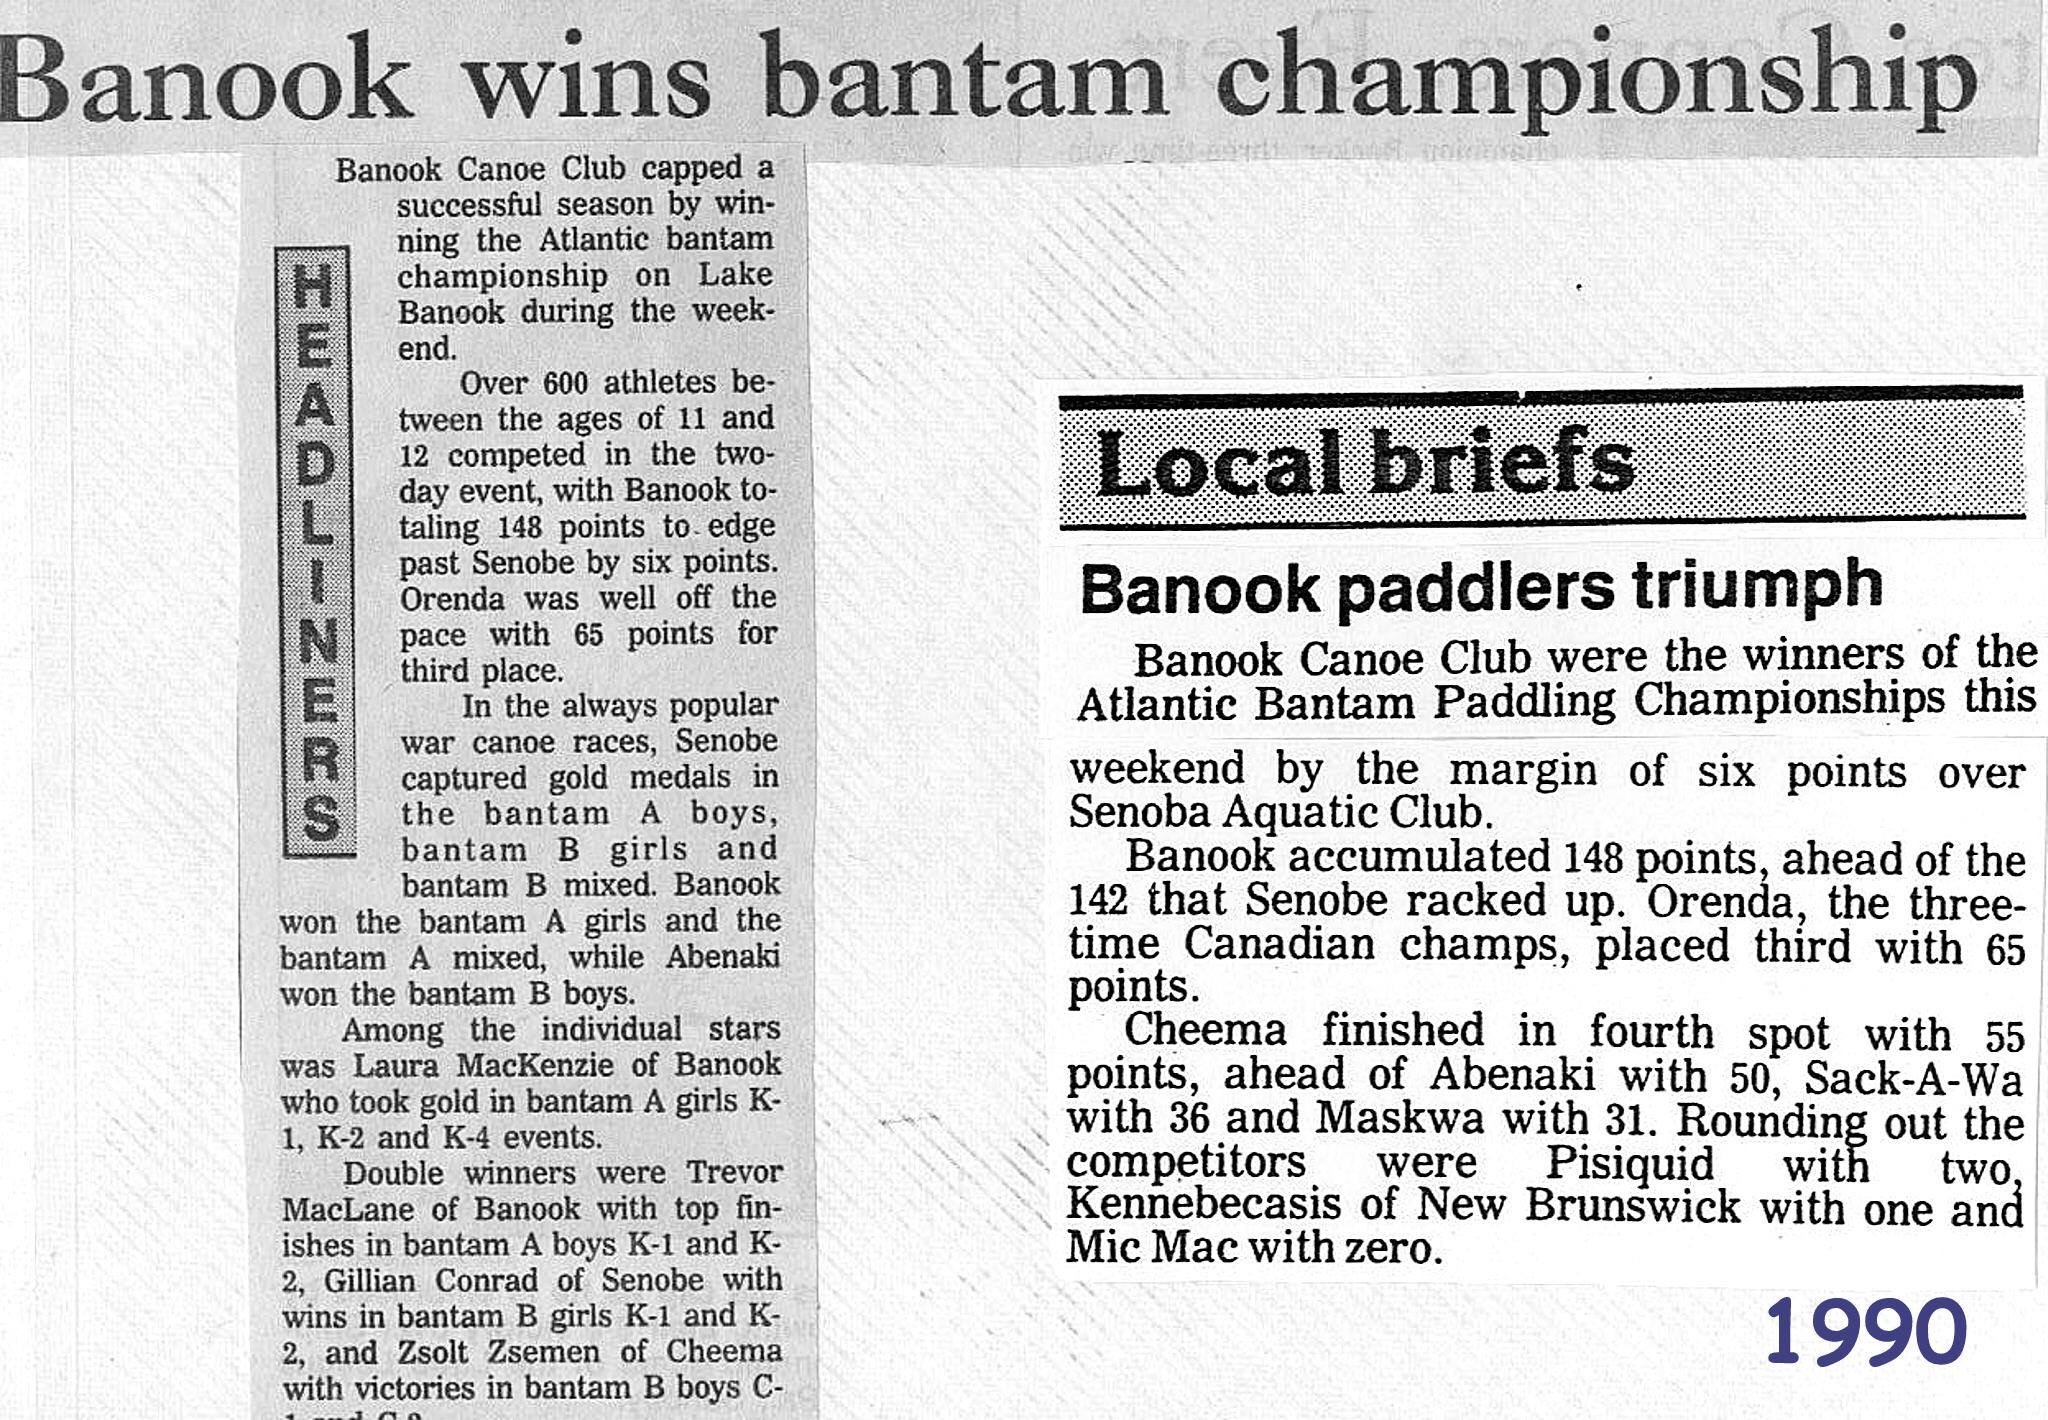 Banook wins bantam championship
Banook Canoe Club capped a
successful season by win-
ning the Atlantic bantam
championship on Lake
Banook during the week-
end.
Over 600 athletes be-
tween the ages of 11 and
12 competed in the two-
day event, with Banook to-
taling 148 points to edge
past Senobe by six points.
Orenda was well off the
pace with 65 points for
third place.
In the always popular
war canoe races, Senobe
captured gold medals in
the bantam A boys,
bantam B girls and
bantam B mixed. Banook
won the bantam A girls and the
bantam A mixed, while Abenaki
won the bantam B boys.
Among the individual stars
was Laura MacKenzie of Banook
who took gold in bantam A girls K-
1, K-2 and K-4 events.
Double winners were Trevor
MacLane of Banook with top fin-
ishes in bantam A boys K-1 and K-
2, Gillian Conrad of Senobe with
wins in bantam B girls K-1 and K-
2, and Zsolt Zsemen of Cheema
with victories in bantam B boys C-
1 and C-2
HEADLINERS
Local briefs
Banook paddlers triumph
Banook Canoe Club were the winners of the
Atlantic Bantam Paddling Championships this
weekend by the margin of six points over
Senoba Aquatic Club.
Banook accumulated 148 points, ahead of the
142 that Senobe racked up. Orenda, the three-
time Canadian champs, placed third with 65
points.
Cheema finished in fourth spot with 55
points, ahead of Abenaki with 50, Sack-A-Wa
with 36 and Maskwa with 31. Rounding out the
competitors were Pisiquid with two,
Kennebecasis of New Brunswick with one and
Mic Mac with zero.
1990